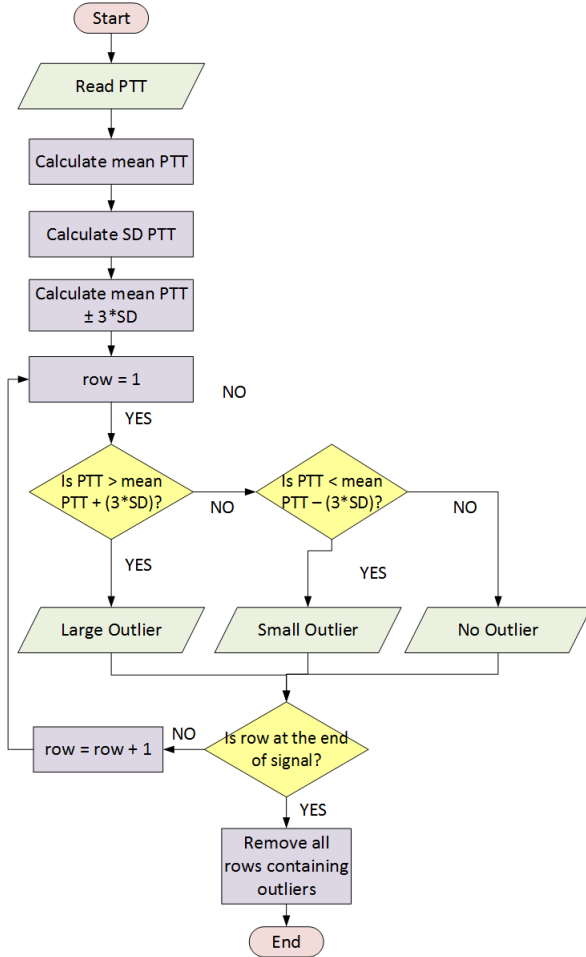 Start
Read PTT
Calculate mean PTT
Calculate SD PTT
Calculate mean PTT
± 3*SD
row = 1
NO
YES
Is PTT > mean
PTT + (3*SD)?
NO
Is PTT < mean
PTT – (3*SD)?
NO
YES
YES
Large Outlier
Small Outlier
No Outlier
Is row at the end
of signal?
NO
row = row + 1
YES
Remove all
rows containing
outliers
End